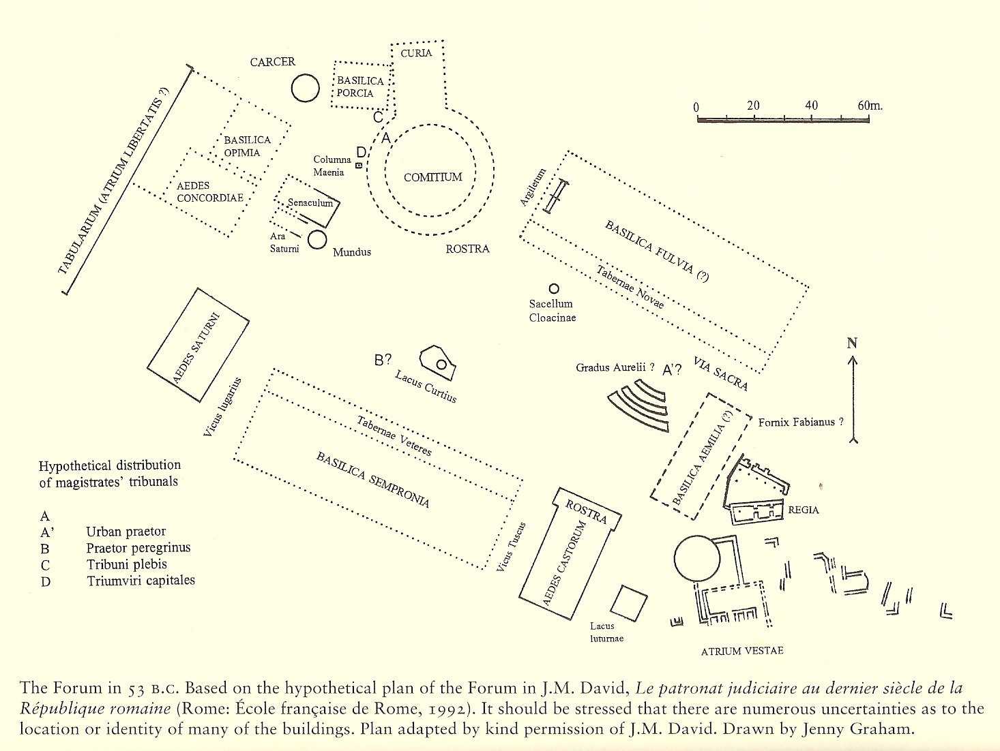 CURIA
CARCER
BASILICA
PORCIA
C
A
D
Columna
Maenia
COMITIUM
ROSTRA
TABULARIUM (ATRIUM LIBERTATIS ?)
BASILICA
OPIMIA
AEDES
CONCORDIAE
Senaculum
Ara
Saturni
Mundus
0 20 40 60m.
Argiletum
BASILICA FULVIA (?)
Tabernae Novae
Sacellum
Cloacinae
AEDES SATURNI
Vicus Iugarius
B?
Lacus Curtius
Tabernae Veteres
BASILICA SEMPRONIA
Gradus Aurelii ? A'?
VIA SACRA
N
Fornix Fabianus ?
BASILICA AEMILIA (?)
REGIA
ROSTRA
AEDES CASTORUM
Vicus Tuscus
Lacus
Iuturnae
ATRIUM VESTAE
Hypothetical distribution
of magistrates' tribunals
A
A' Urban praetor
B Praetor peregrinus
C Tribuni plebis
D Triumviri capitales
The Forum in 53 B.C. Based on the hypothetical plan of the Forum in J.M. David, Le patronat judiciaire au dernier siècle de la
République romaine (Rome: École française de Rome, 1992). It should be stressed that there are numerous uncertainties as to the
location or identity of many of the buildings. Plan adapted by kind permission of J.M. David. Drawn by Jenny Graham.